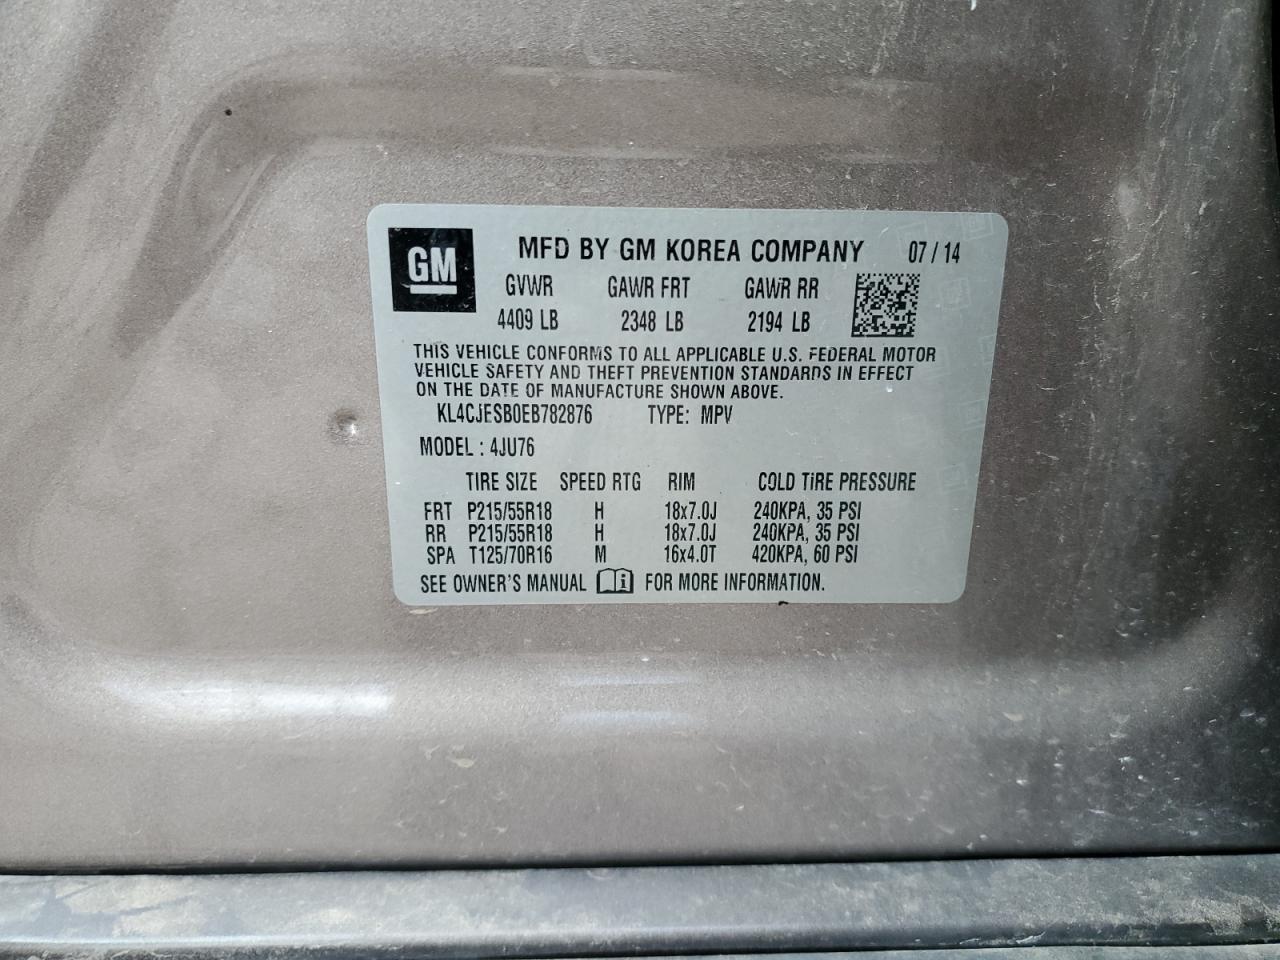 GM
MFD BY GM KOREA COMPANY 07 / 14
GVWR GAWR FRT GAWR RR
4409 LB 2348 LB 2194 LB
THIS VEHICLE CONFORMS TO ALL APPLICABLE U.S. FEDERAL MOTOR
VEHICLE SAFETY AND THEFT PREVENTION STANDARDS IN EFFECT
ON THE DATE OF MANUFACTURE SHOWN ABOVE.
KL4CJESB0EB782876 TYPE: MPV
MODEL : 4JU76
TIRE SIZE SPEED RTG RIM COLD TIRE PRESSURE
FRT P215/55R18 H 18x7.0J 240KPA, 35 PSI
RR P215/55R18 H 18x7.0J 240KPA, 35 PSI
SPA T125/70R16 M 16x4.0T 420KPA, 60 PSI
SEE OWNER'S MANUAL FOR MORE INFORMATION.